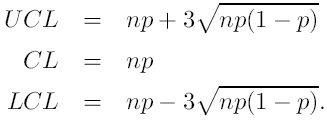 UCL = np + 3√np(1 − p)
CL = np
LCL = np − 3√np(1 − p).